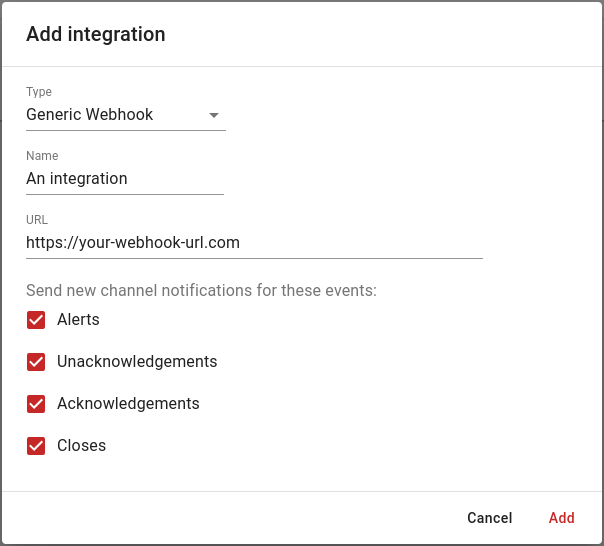 Add integration
Type
Generic Webhook
Name
An integration
URL
https://your-webhook-url.com
Send new channel notifications for these events:
Alerts
Unacknowledgements
Acknowledgements
Closes
Cancel Add